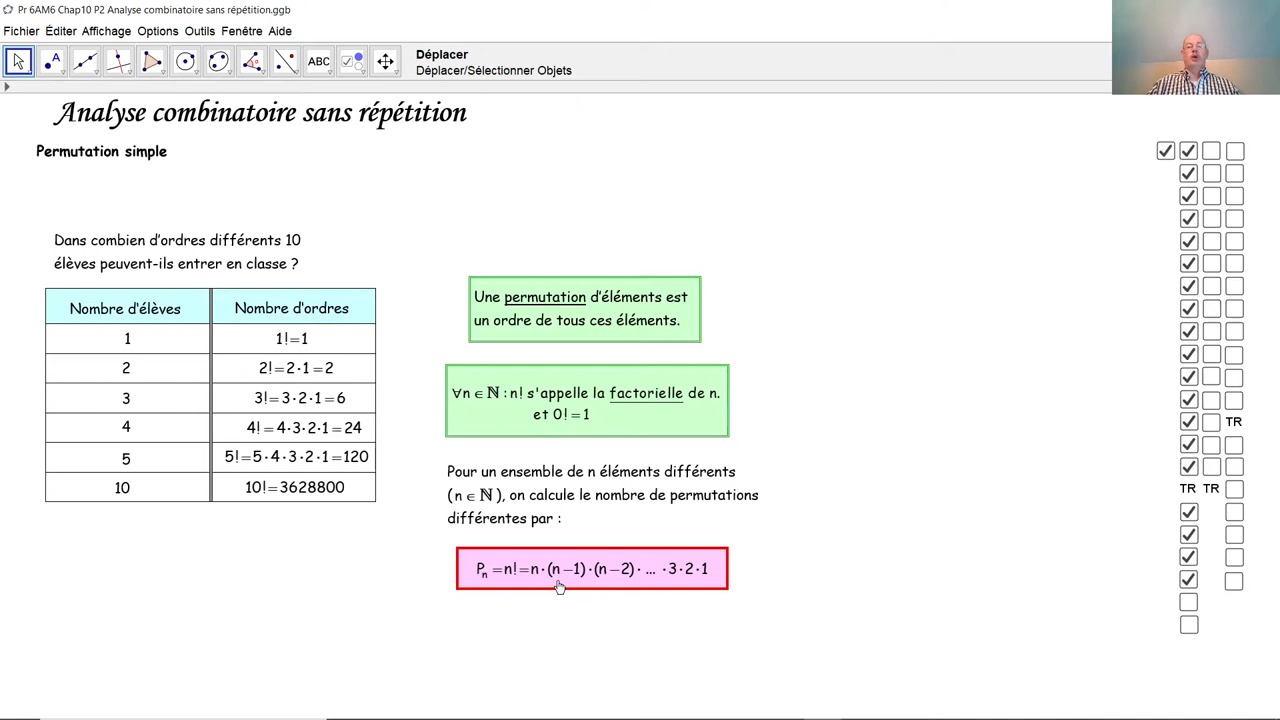 Pr 6AM6 Chap10 P2 Analyse combinatoire sans répétition.ggb
Fichier Éditer Affichage Options Outils Fenêtre Aide
A ABC
Déplacer
Déplacer/Sélectionner Objets
Analyse combinatoire sans répétition
Permutation simple
Dans combien d'ordres différents 10
élèves peuvent-ils entrer en classe ?
Nombre d'élèves Nombre d'ordres
1 1!=1
2 2!=2·1=2
3 3!=3·2·1=6
4 4!=4·3·2·1=24
5 5!=5·4·3·2·1=120
10 10!=3628800
Une permutation d'éléments est
un ordre de tous ces éléments.
∀n∈ℕ : n! s'appelle la factorielle de n.
et 0!=1
Pour un ensemble de n éléments différents
(n∈ℕ), on calcule le nombre de permutations
différentes par :
Pₙ=n!=n·(n−1)·(n−2)·…·3·2·1
TR
TR TR